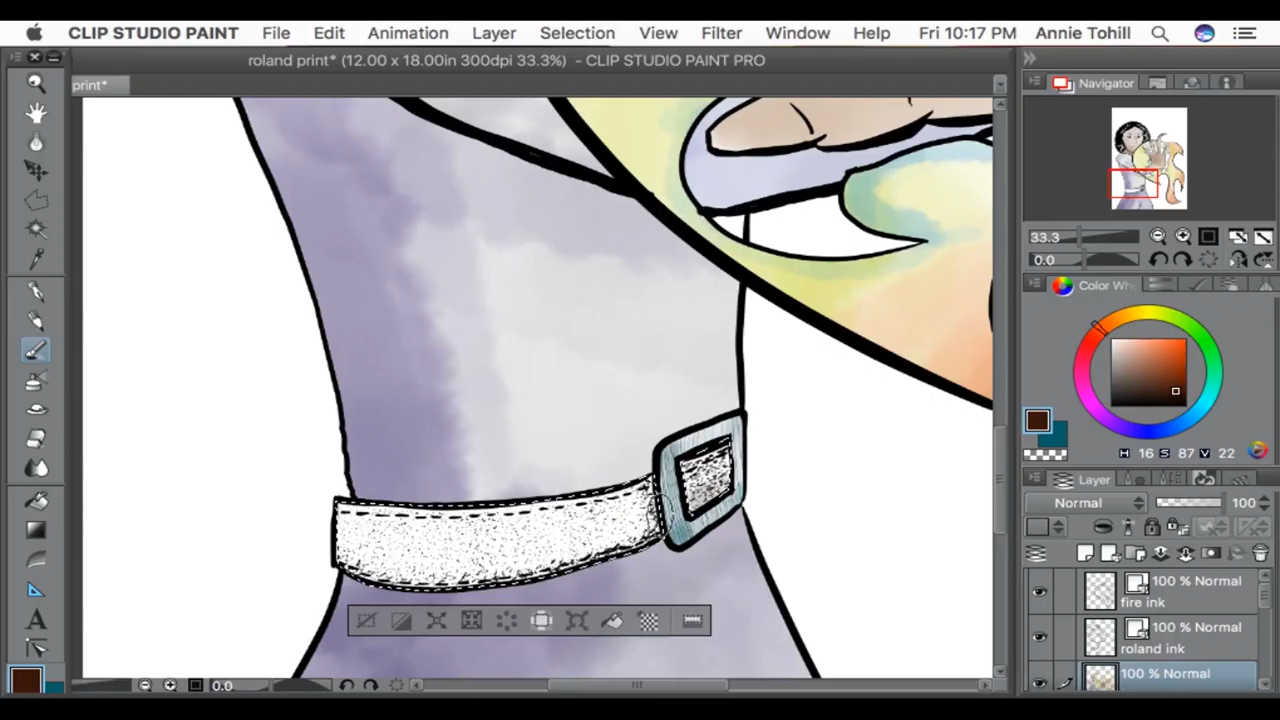 CLIP STUDIO PAINT File Edit Animation Layer Selection View Filter Window Help Fri 10:17 PM Annie Tohill
roland print* (12.00 x 18.00in 300dpi 33.3%) - CLIP STUDIO PAINT PRO
print*
Navigator
33.3
0.0
Color Whe
H 16 S 87 V 22
Layer
Normal 100
100 % Normal
fire ink
100 % Normal
roland ink
100 % Normal
A
0.0